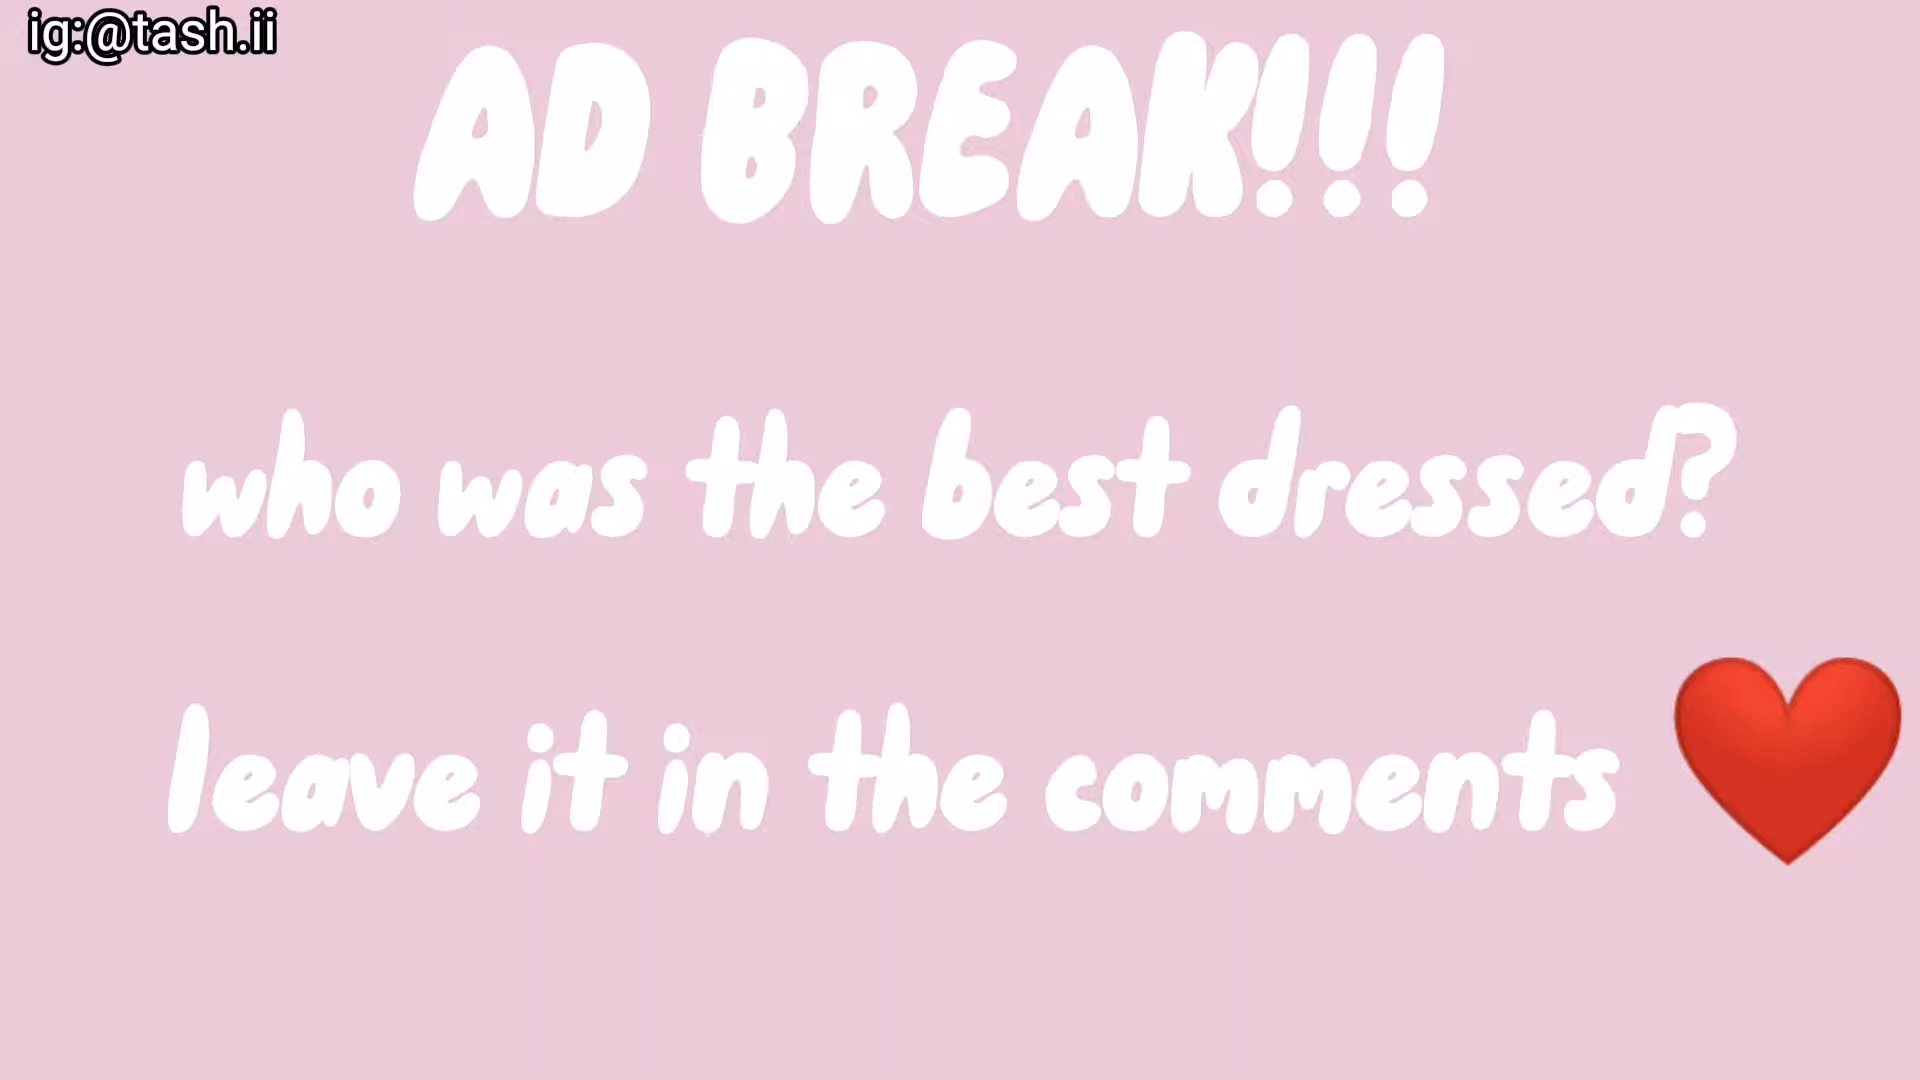 ig:@tash.ii
AD BREAK!!!
who was the best dressed?
leave it in the comments ❤️